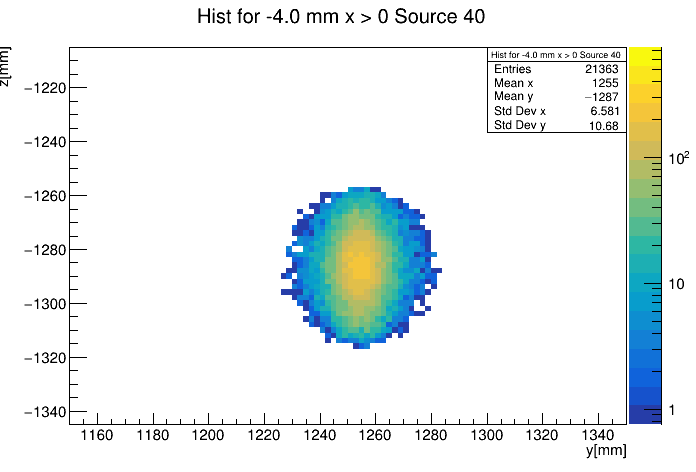 Hist for -4.0 mm x > 0 Source 40
z[mm]
Hist for -4.0 mm x > 0 Source 40
Entries 21363
Mean x 1255
Mean y −1287
Std Dev x 6.581
Std Dev y 10.68
−1220
−1240
−1260
−1280
−1300
−1320
−1340
10²
10
1
1160 1180 1200 1220 1240 1260 1280 1300 1320 1340
y[mm]